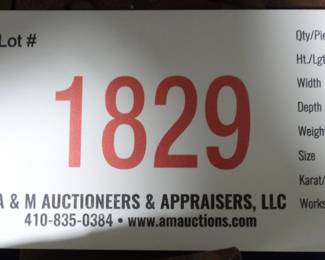 Lot #
1829
A & M AUCTIONEERS & APPRAISERS, LLC
410-835-0384 • www.amauctions.com
Qty/Pie
Ht./Lgt
Width
Depth
Weight
Size
Karat/
Works